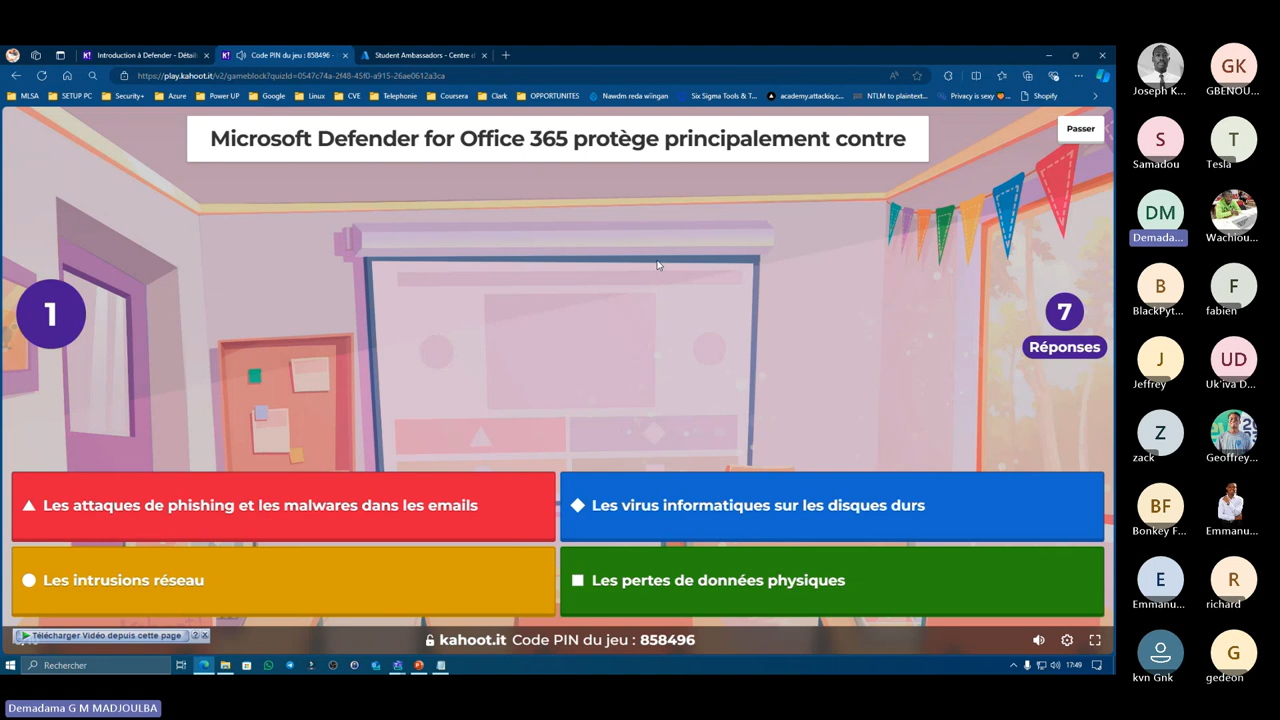 Introduction à Defender - Détail
Code PIN du jeu : 858496 -
Student Ambassadors - Centre d
https://play.kahoot.it/v2/gameblock?quizId=0547c74a-2f48-45f0-a915-26ae0612a3ca
MLSA
SETUP PC
Security+
Azure
Power UP
Google
Linux
CVE
Telephonie
Coursera
Clark
OPPORTUNITES
Nawdm reda wiingan
Six Sigma Tools & T...
academy.attackiq.c...
NTLM to plaintext...
Privacy is sexy
Shopify
Microsoft Defender for Office 365 protège principalement contre
Passer
1
7
Réponses
Les attaques de phishing et les malwares dans les emails
Les virus informatiques sur les disques durs
Les intrusions réseau
Les pertes de données physiques
Télécharger Vidéo depuis cette page
? X
kahoot.it Code PIN du jeu : 858496
Rechercher
17:49
Joseph K...
GK
GBENOU...
S
Samadou
T
Tesla
DM
Demada...
Wachiou...
B
BlackPyt...
F
fabien
J
Jeffrey
UD
Uk'iva D...
Z
zack
Geoffrey...
BF
Bonkey F...
Emmanu...
E
Emmanu...
R
richard
kvn Gnk
G
gedeon
Demadama G M MADJOULBA